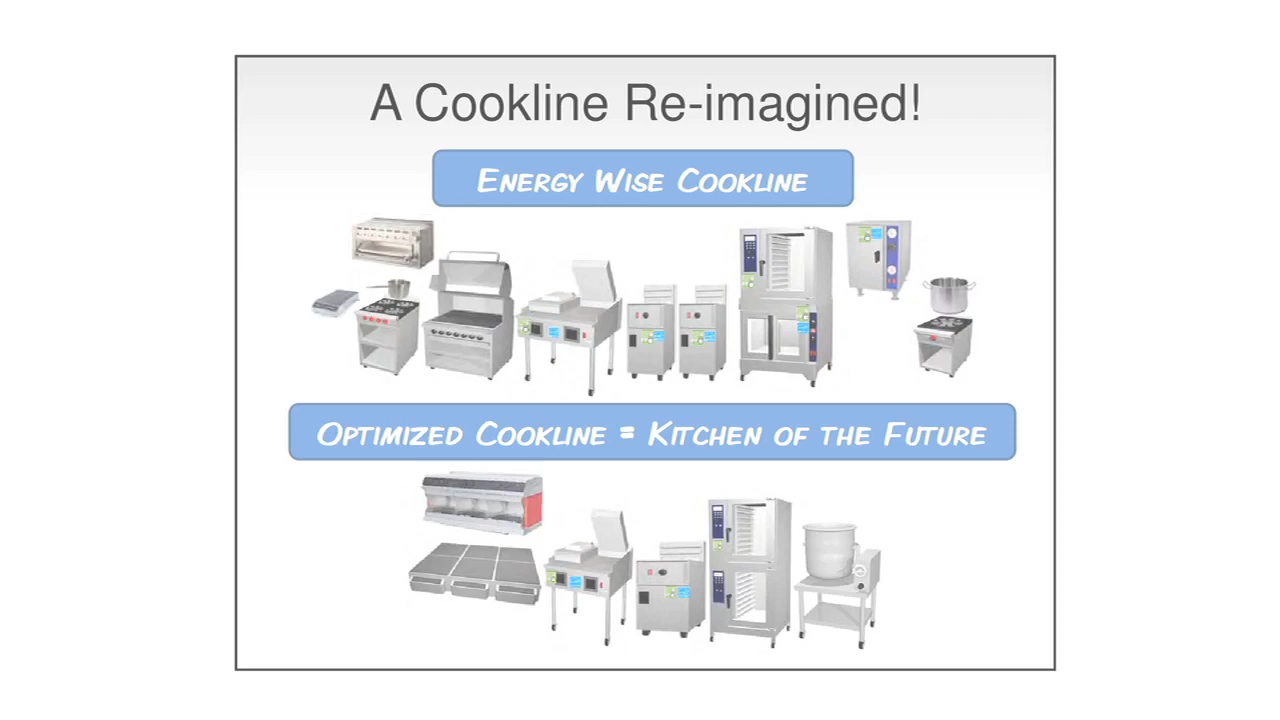 A Cookline Re-imagined!
Energy Wise Cookline
Optimized Cookline = Kitchen of the Future